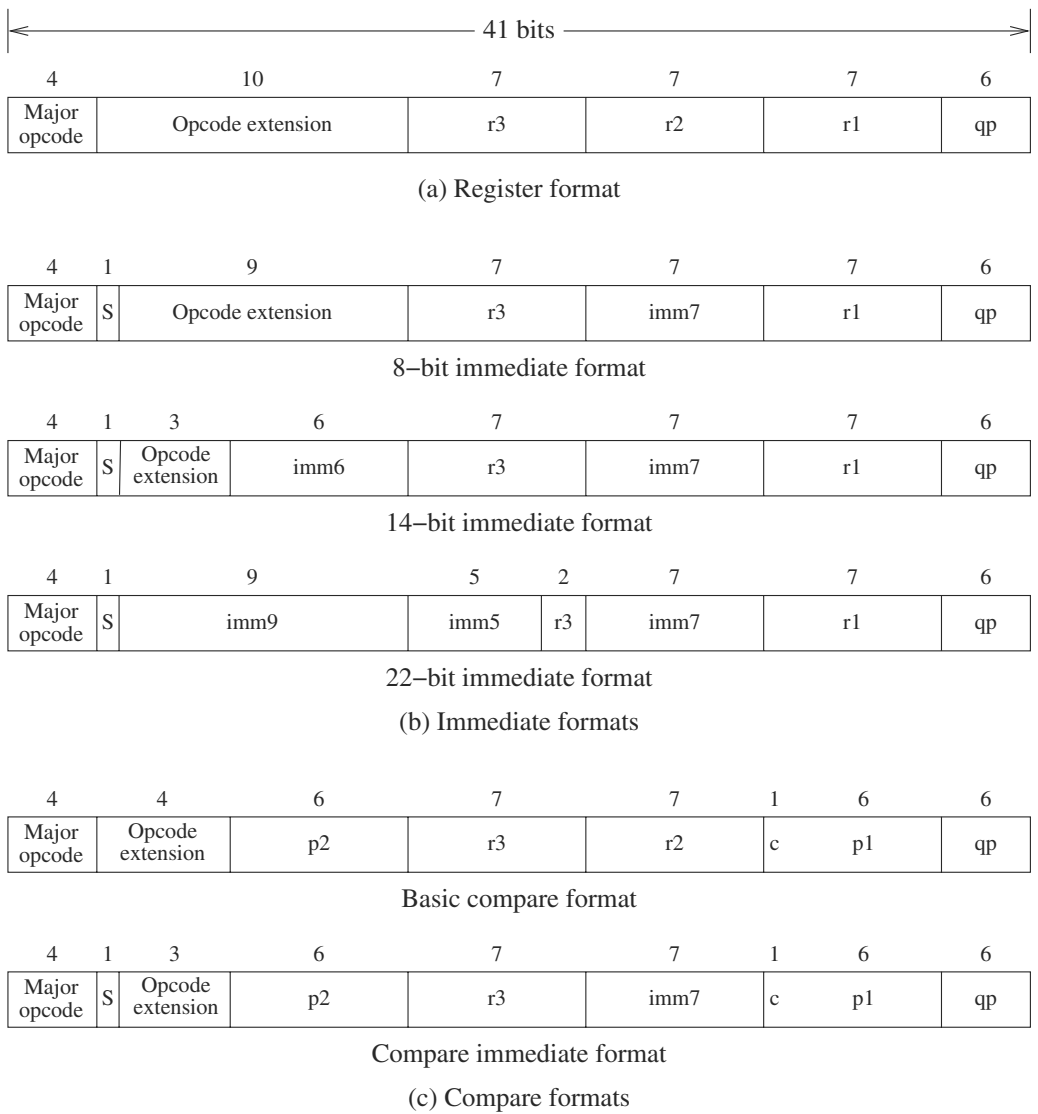 41 bits
4 10 7 7 7 6
Major opcode Opcode extension r3 r2 r1 qp
(a) Register format
4 1 9 7 7 7 6
Major opcode S Opcode extension r3 imm7 r1 qp
8−bit immediate format
4 1 3 6 7 7 7 6
Major opcode S Opcode extension imm6 r3 imm7 r1 qp
14−bit immediate format
4 1 9 5 2 7 7 6
Major opcode S imm9 imm5 r3 imm7 r1 qp
22−bit immediate format
(b) Immediate formats
4 4 6 7 7 1 6 6
Major opcode Opcode extension p2 r3 r2 c p1 qp
Basic compare format
4 1 3 6 7 7 1 6 6
Major opcode S Opcode extension p2 r3 imm7 c p1 qp
Compare immediate format
(c) Compare formats